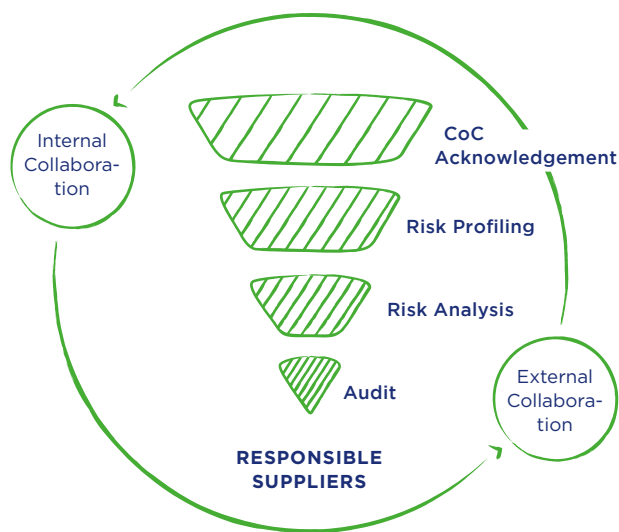 Internal
Collabora-
tion
CoC
Acknowledgement
Risk Profiling
Risk Analysis
Audit
External
Collabora-
tion
RESPONSIBLE
SUPPLIERS